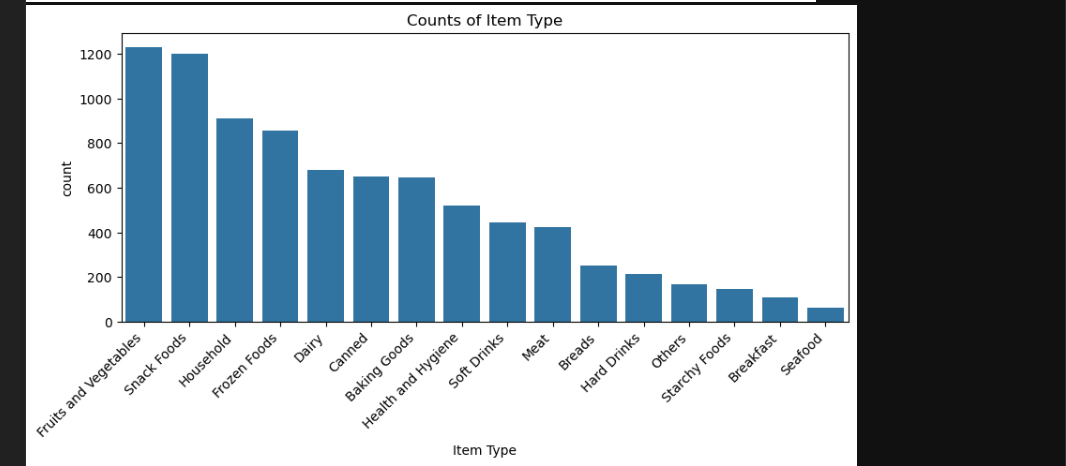 Counts of Item Type
count
1200
1000
800
600
400
200
0
Fruits and Vegetables
Snack Foods
Household
Frozen Foods
Dairy
Canned
Baking Goods
Health and Hygiene
Soft Drinks
Meat
Breads
Hard Drinks
Others
Starchy Foods
Breakfast
Seafood
Item Type